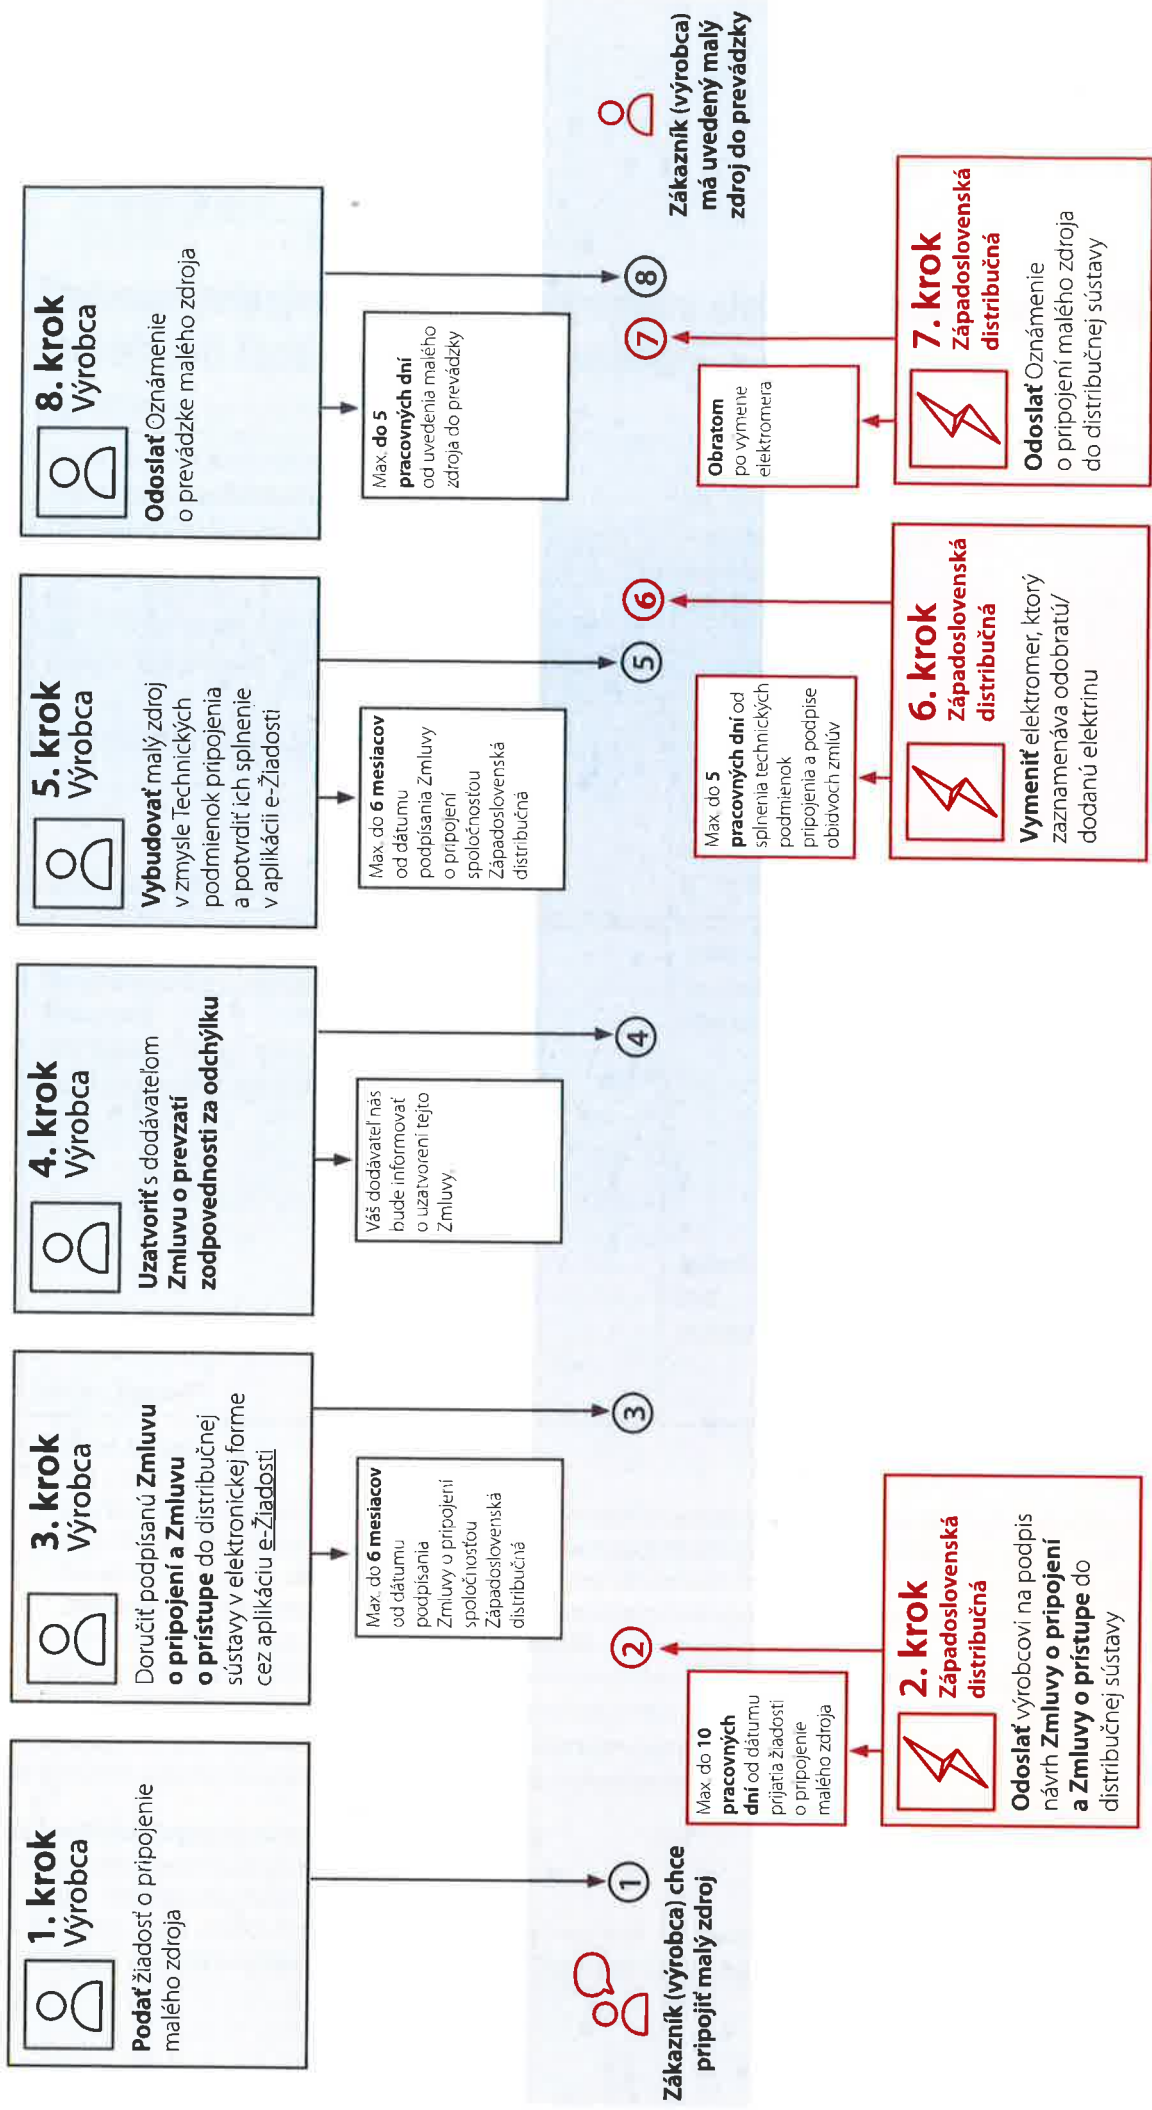 1. krok
Výrobca
Podať žiadosť o pripojenie
malého zdroja
3. krok
Výrobca
Doručiť podpísanú Zmluvu
o pripojení a Zmluvu
o prístupe do distribučnej
sústavy v elektronickej forme
cez aplikáciu e-Žiadosti
Max. do 6 mesiacov
od dátumu
podpísania
Zmluvy o pripojení
spoločnosťou
Západoslovenská
distribučná
4. krok
Výrobca
Uzatvoriť s dodávateľom
Zmluvu o prevzatí
zodpovednosti za odchýlku
Váš dodávateľ nás
bude informovať
o uzatvorení tejto
Zmluvy.
5. krok
Výrobca
Vybudovať malý zdroj
v zmysle Technických
podmienok pripojenia
a potvrdiť ich splnenie
v aplikácii e-Žiadosti
Max. do 6 mesiacov
od dátumu
podpísania Zmluvy
o pripojení
spoločnosťou
Západoslovenská
distribučná
8. krok
Výrobca
Odoslať Oznámenie
o prevádzke malého zdroja
Max. do 5
pracovných dní
od uvedenia malého
zdroja do prevádzky
1
2
3
4
5
6
7
8
Zákazník (výrobca) chce
pripojiť malý zdroj
Zákazník (výrobca)
má uvedený malý
zdroj do prevádzky
Max. do 10
pracovných
dní od dátumu
prijatia žiadosti
o pripojenie
malého zdroja
2. krok
Západoslovenská
distribučná
Odoslať výrobcovi na podpis
návrh Zmluvy o pripojení
a Zmluvy o prístupe do
distribučnej sústavy
Max. do 5
pracovných dní od
splnenia technických
podmienok
pripojenia a podpise
obidvoch zmlúv
6. krok
Západoslovenská
distribučná
Vymeniť elektromer, ktorý
zaznamenáva odobratú/
dodanú elektrinu
Obratom
po výmene
elektromera
7. krok
Západoslovenská
distribučná
Odoslať Oznámenie
o pripojení malého zdroja
do distribučnej sústavy